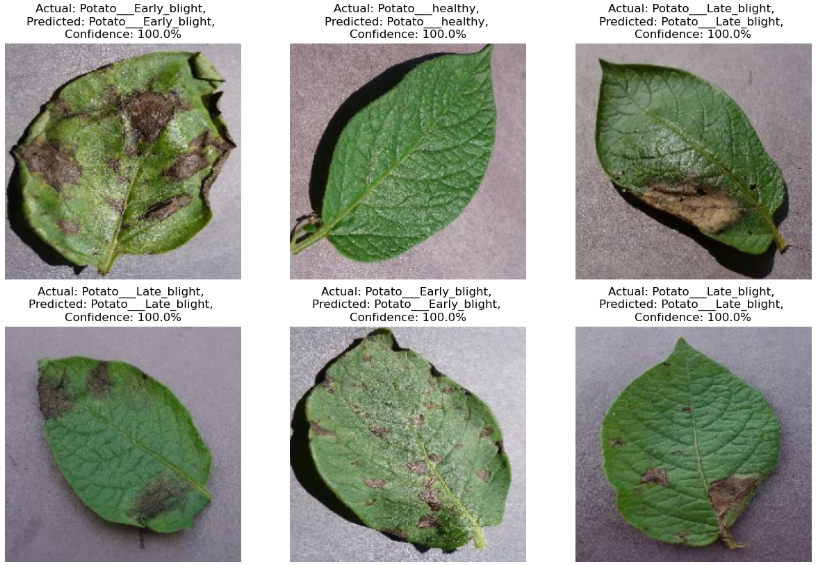 Actual: Potato___Early_blight,
Predicted: Potato___Early_blight,
Confidence: 100.0%
Actual: Potato___healthy,
Predicted: Potato___healthy,
Confidence: 100.0%
Actual: Potato___Late_blight,
Predicted: Potato___Late_blight,
Confidence: 100.0%
Actual: Potato___Late_blight,
Predicted: Potato___Late_blight,
Confidence: 100.0%
Actual: Potato___Early_blight,
Predicted: Potato___Early_blight,
Confidence: 100.0%
Actual: Potato___Late_blight,
Predicted: Potato___Late_blight,
Confidence: 100.0%